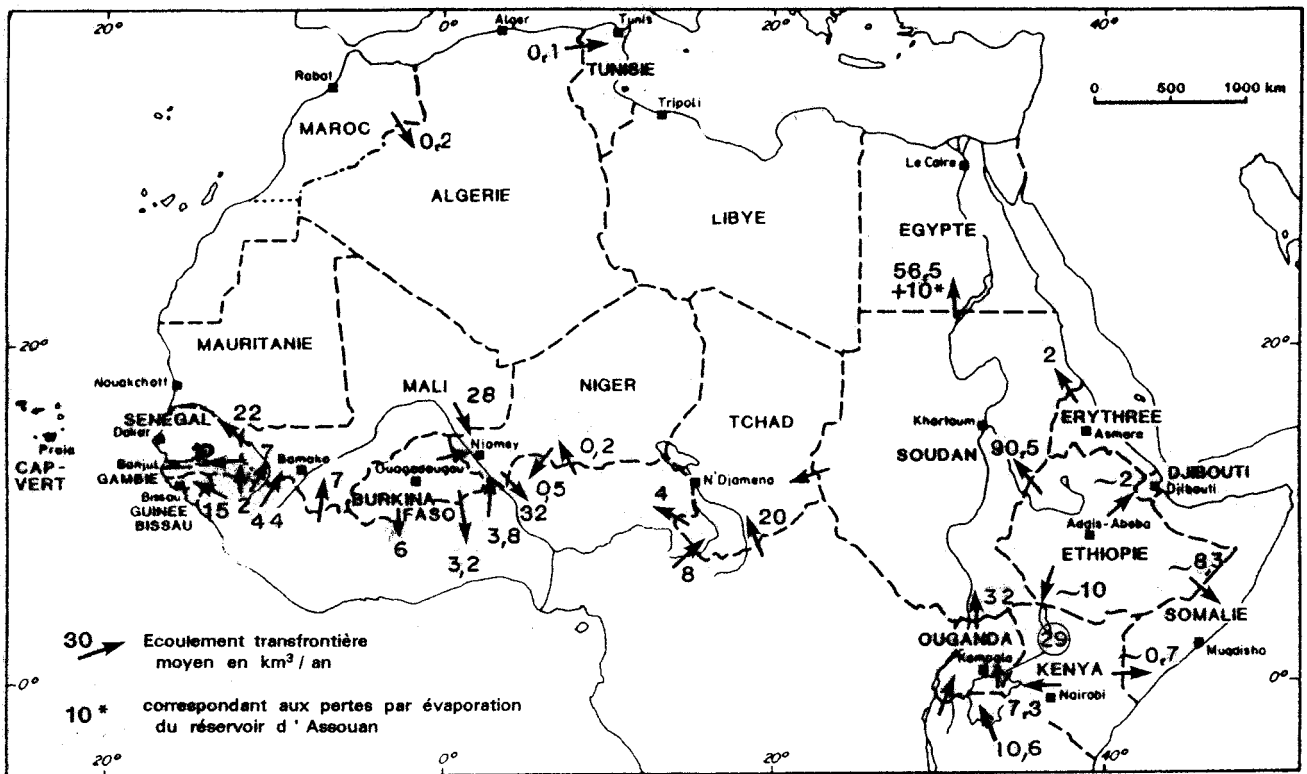 20° 0° 20° 40°
Alger
Tunis
0,1
TUNISIE
Rabat
Tripoli
0 500 1000 km
MAROC
0,2
Le Caire
ALGERIE
LIBYE
EGYPTE
56,5
+10*
20°
20°
MAURITANIE
Nouakchott
MALI
28
NIGER
TCHAD
2
ERYTHREE
Asmara
Khartoum
SOUDAN
90,5
SENEGAL
22
Dakar
Praia
CAP-
VERT
Banjul
GAMBIE
Bissau
GUINEE
BISSAU
15
7
2
4
4
Bamako
7
Niamey
Ouagadougou
BURKINA
FASO
6
3,2
3,8
32
0,5
0,2
N'Djamena
4
8
20
~2
DJIBOUTI
Djibouti
Addis-Abeba
ETHIOPIE
~8,3
~10
SOMALIE
Muqdisho
32
OUGANDA
Kampala
29
KENYA
~0,7
Nairobi
7,3
10,6
30 Ecoulement transfrontière
moyen en km³/an
10* correspondant aux pertes par évaporation
du réservoir d'Assouan
0°
0°
20° 0° 20° 40°